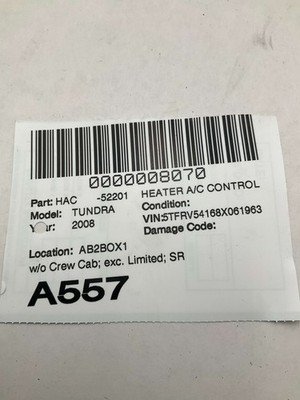 0000008070
Part: HAC -52201 HEATER A/C CONTROL
Model: TUNDRA Condition:
Year: 2008 VIN:5TFRV54168X061963
Damage Code:
Location: AB2BOX1
w/o Crew Cab; exc. Limited; SR
A557